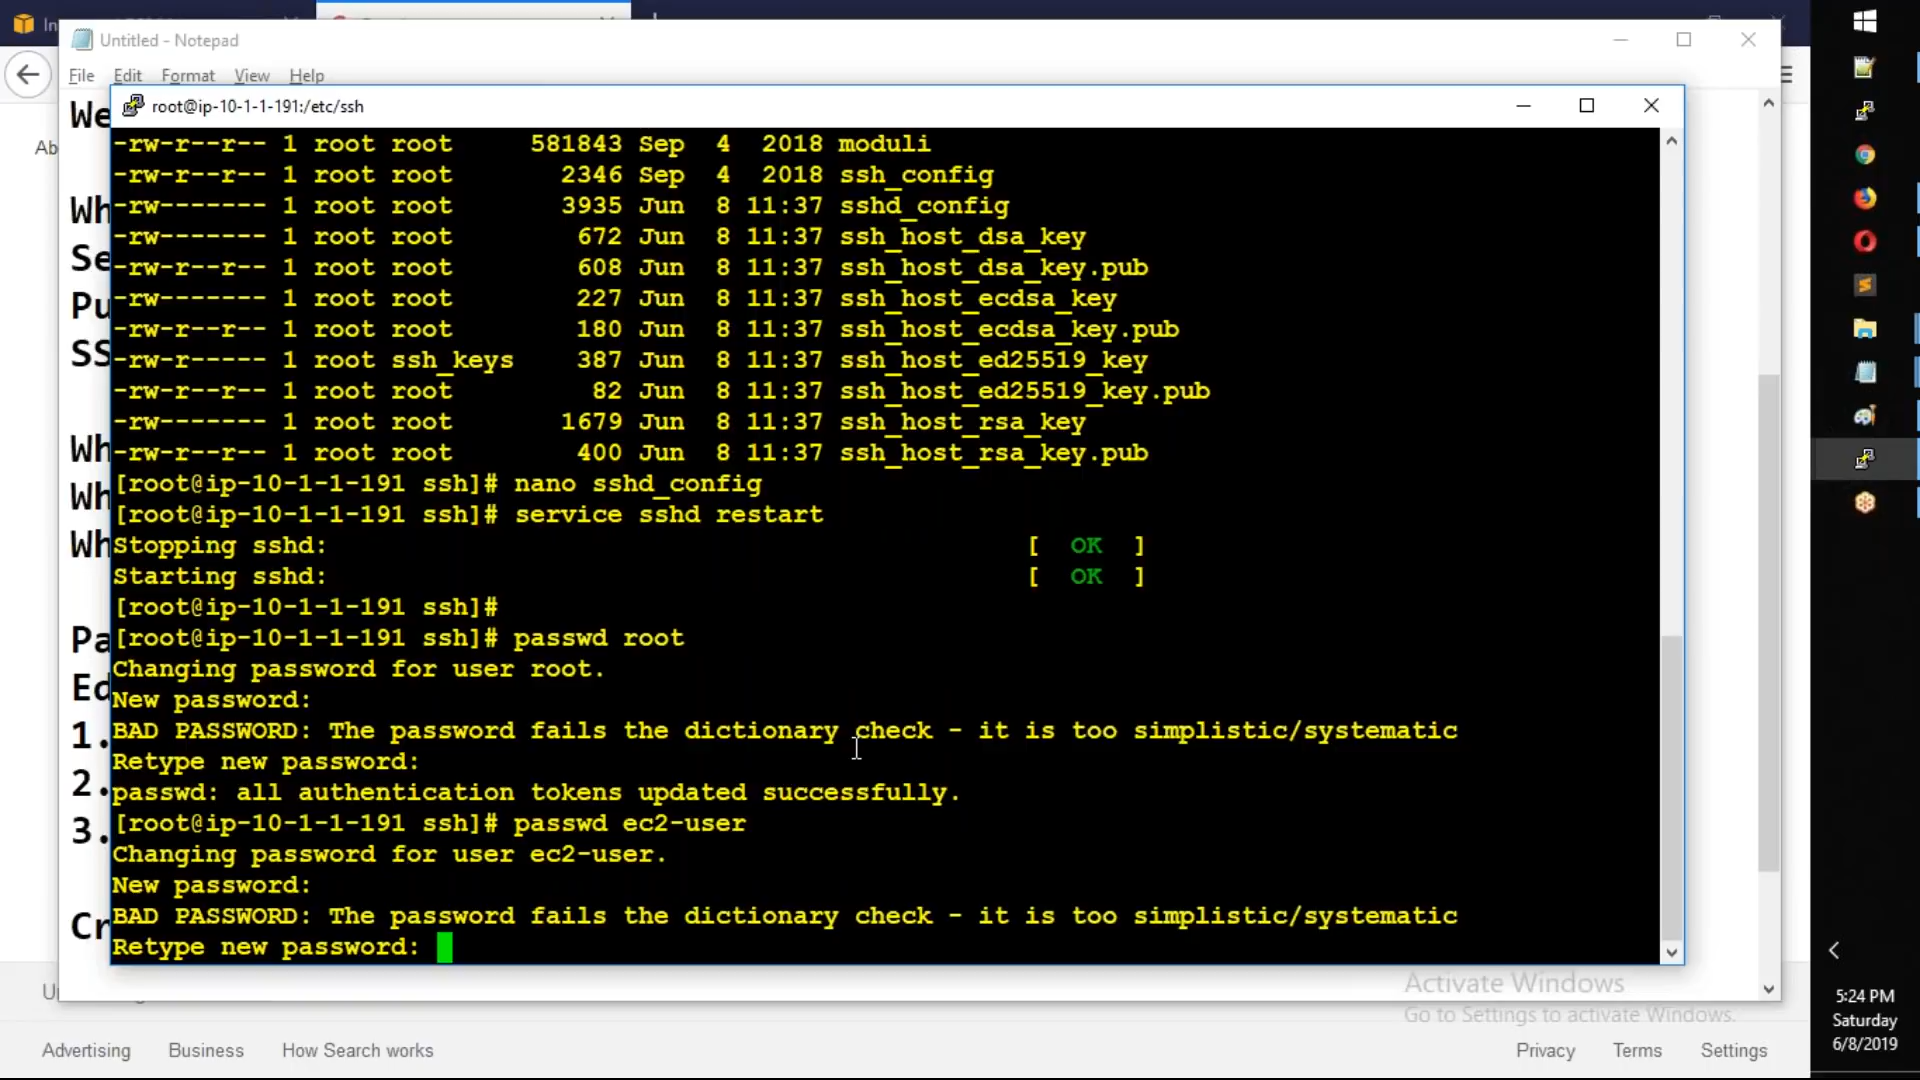 In
Untitled - Notepad
File Edit Format View Help
We
Ab
Wh
Se
Pu
SS
Wh
Wh
Wh
Pa
Ed
1.
2.
3.
Cr
root@ip-10-1-1-191:/etc/ssh
-rw-r--r-- 1 root root 581843 Sep 4 2018 moduli
-rw-r--r-- 1 root root 2346 Sep 4 2018 ssh_config
-rw------- 1 root root 3935 Jun 8 11:37 sshd_config
-rw------- 1 root root 672 Jun 8 11:37 ssh_host_dsa_key
-rw-r--r-- 1 root root 608 Jun 8 11:37 ssh_host_dsa_key.pub
-rw------- 1 root root 227 Jun 8 11:37 ssh_host_ecdsa_key
-rw-r--r-- 1 root root 180 Jun 8 11:37 ssh_host_ecdsa_key.pub
-rw-r----- 1 root ssh_keys 387 Jun 8 11:37 ssh_host_ed25519_key
-rw-r--r-- 1 root root 82 Jun 8 11:37 ssh_host_ed25519_key.pub
-rw------- 1 root root 1679 Jun 8 11:37 ssh_host_rsa_key
-rw-r--r-- 1 root root 400 Jun 8 11:37 ssh_host_rsa_key.pub
[root@ip-10-1-1-191 ssh]# nano sshd_config
[root@ip-10-1-1-191 ssh]# service sshd restart
Stopping sshd: [ OK ]
Starting sshd: [ OK ]
[root@ip-10-1-1-191 ssh]#
[root@ip-10-1-1-191 ssh]# passwd root
Changing password for user root.
New password:
BAD PASSWORD: The password fails the dictionary check - it is too simplistic/systematic
Retype new password:
passwd: all authentication tokens updated successfully.
[root@ip-10-1-1-191 ssh]# passwd ec2-user
Changing password for user ec2-user.
New password:
BAD PASSWORD: The password fails the dictionary check - it is too simplistic/systematic
Retype new password:
Activate Windows
Go to Settings to activate Windows.
Advertising Business How Search works
Privacy Terms Settings
5:24 PM
Saturday
6/8/2019